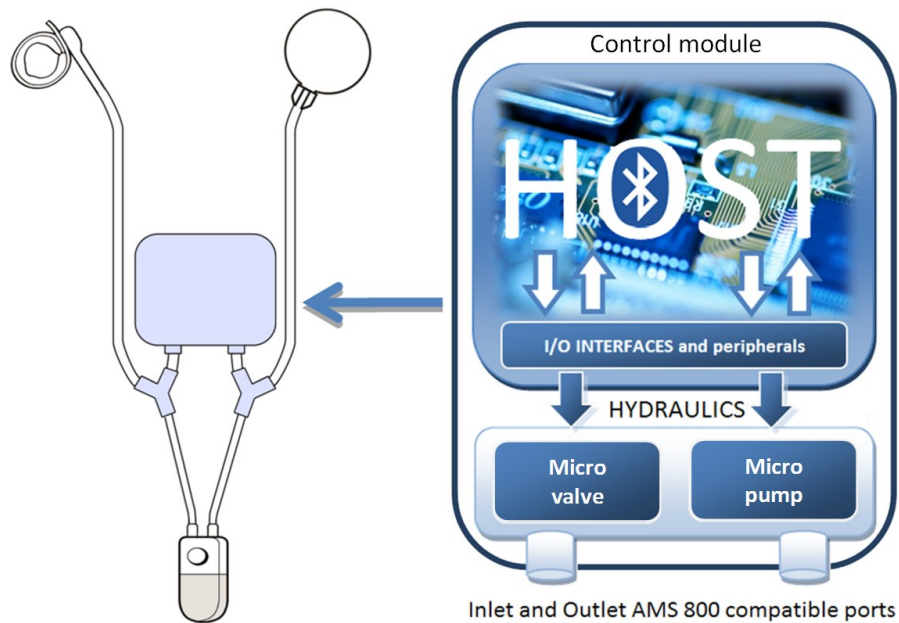 Control module
HOST
I/O INTERFACES and peripherals
HYDRAULICS
Micro
valve
Micro
pump
Inlet and Outlet AMS 800 compatible ports